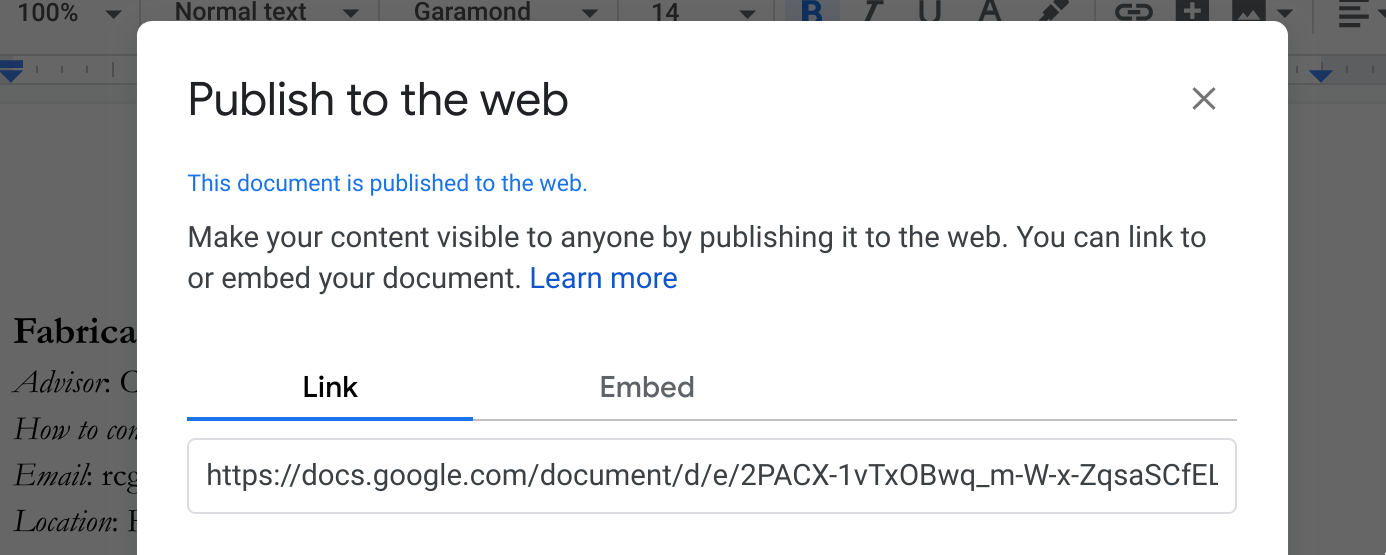 100% Normal text Garamond 14 B I U A
Publish to the web
This document is published to the web.
Make your content visible to anyone by publishing it to the web. You can link to
or embed your document. Learn more
Fabrica
Link Embed
Advisor: C
How to con
https://docs.google.com/document/d/e/2PACX-1vTxOBwq_m-W-x-ZqsaSCfEL
Email: rcg
Location: